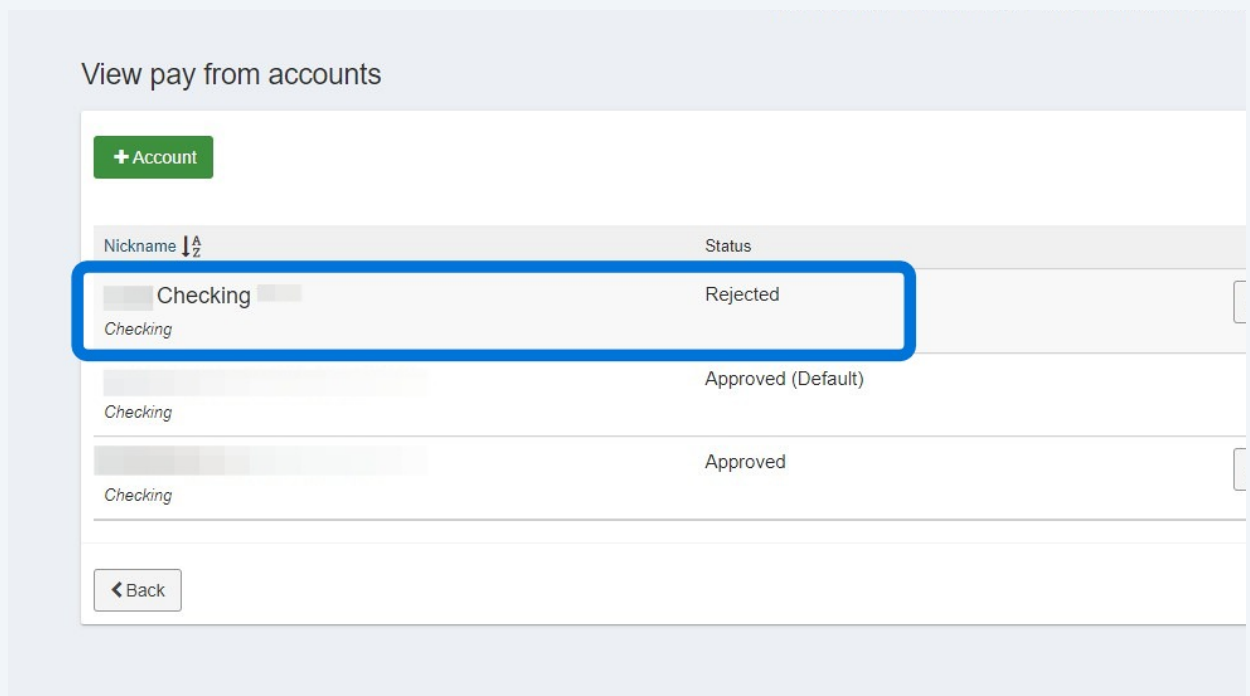 View pay from accounts
+ Account
Nickname Status
Checking Rejected
Checking
Approved (Default)
Checking
Approved
Checking
Back